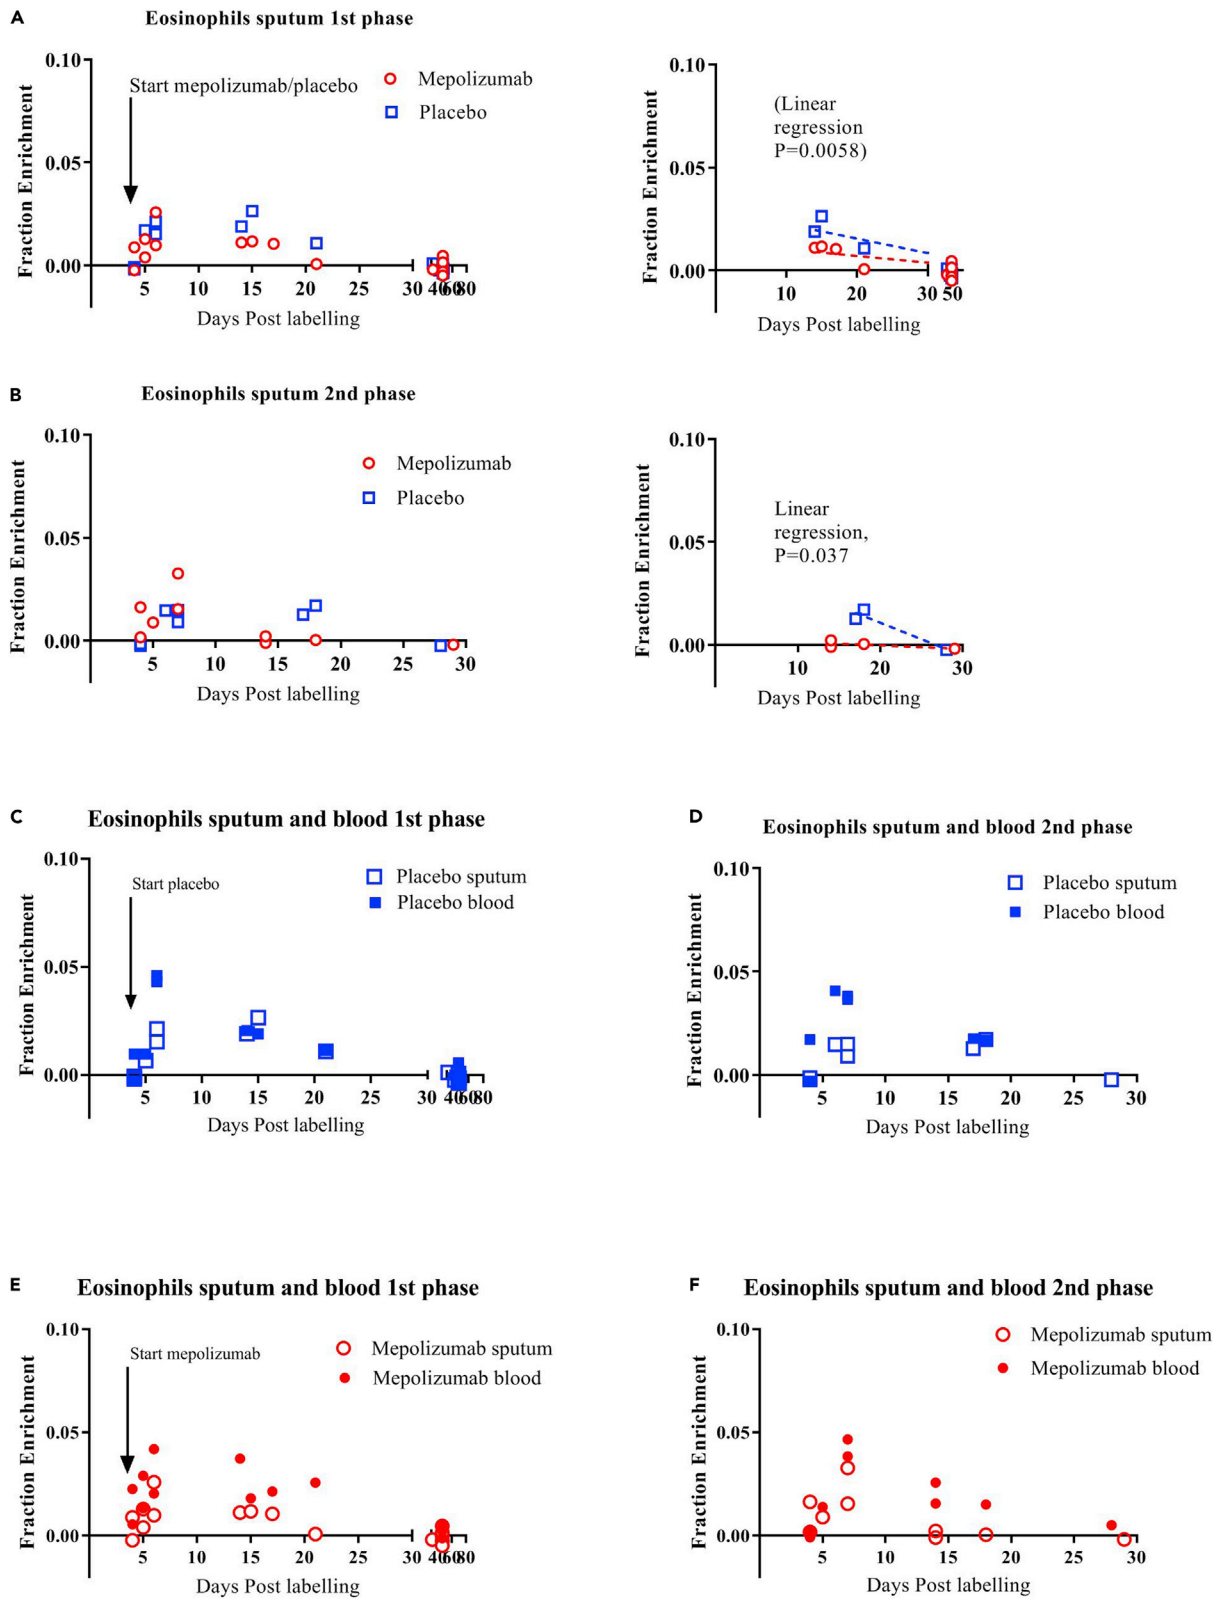 A
Eosinophils sputum 1st phase
0.10
0.05
0.00
Fraction Enrichment
Start mepolizumab/placebo
Mepolizumab
Placebo
5 10 15 20 25 30 40 60 80
Days Post labelling
0.10
0.05
0.00
Fraction Enrichment
(Linear
regression
P=0.0058)
10 20 30 50
Days Post labelling
B
Eosinophils sputum 2nd phase
0.10
0.05
0.00
Fraction Enrichment
Mepolizumab
Placebo
5 10 15 20 25 30
Days Post labelling
0.10
0.05
0.00
Fraction Enrichment
Linear
regression,
P=0.037
10 20 30
Days Post labelling
C
Eosinophils sputum and blood 1st phase
0.10
0.05
0.00
Fraction Enrichment
Start placebo
Placebo sputum
Placebo blood
5 10 15 20 25 30 40 60 80
Days Post labelling
D
Eosinophils sputum and blood 2nd phase
0.10
0.05
0.00
Fraction Enrichment
Placebo sputum
Placebo blood
5 10 15 20 25 30
Days Post labelling
E
Eosinophils sputum and blood 1st phase
0.10
0.05
0.00
Fraction Enrichment
Start mepolizumab
Mepolizumab sputum
Mepolizumab blood
5 10 15 20 25 30 40 60 80
Days Post labelling
F
Eosinophils sputum and blood 2nd phase
0.10
0.05
0.00
Fraction Enrichment
Mepolizumab sputum
Mepolizumab blood
5 10 15 20 25 30
Days Post labelling